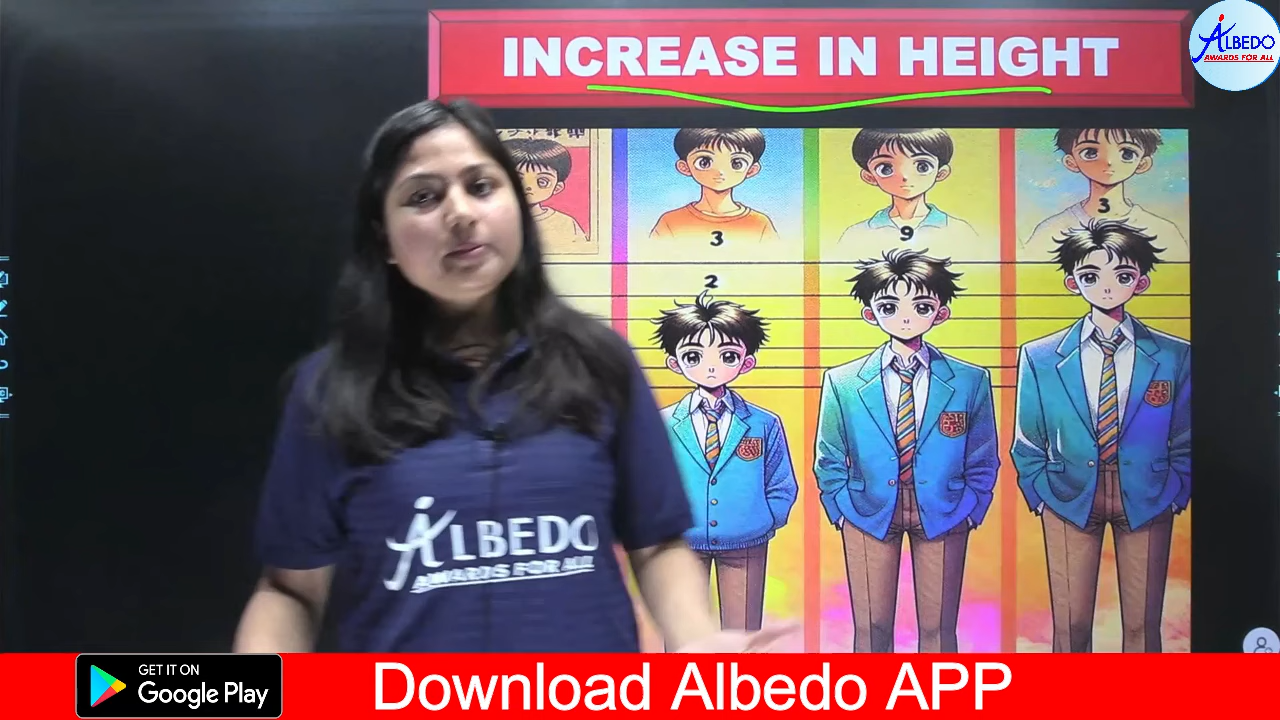 INCREASE IN HEIGHT
ALBEDO
AWARDS FOR ALL
3
9
3
2
ALBEDO
AWARDS FOR ALL
GET IT ON
Google Play
Download Albedo APP